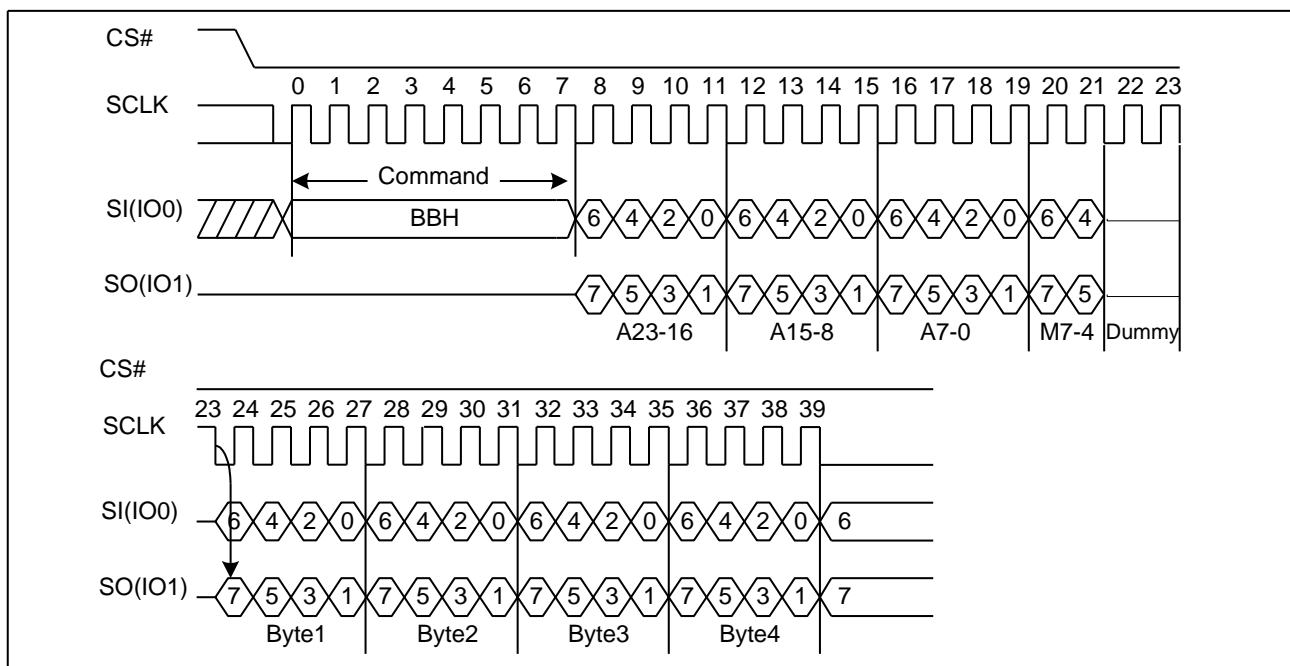 CS#
0 1 2 3 4 5 6 7 8 9 10 11 12 13 14 15 16 17 18 19 20 21 22 23
SCLK
Command
SI(IO0) BBH 6 4 2 0 6 4 2 0 6 4 2 0 6 4
SO(IO1) 7 5 3 1 7 5 3 1 7 5 3 1 7 5
A23-16 A15-8 A7-0 M7-4 Dummy
CS#
23 24 25 26 27 28 29 30 31 32 33 34 35 36 37 38 39
SCLK
SI(IO0) 6 4 2 0 6 4 2 0 6 4 2 0 6 4 2 0 6
SO(IO1) 7 5 3 1 7 5 3 1 7 5 3 1 7 5 3 1 7
Byte1 Byte2 Byte3 Byte4